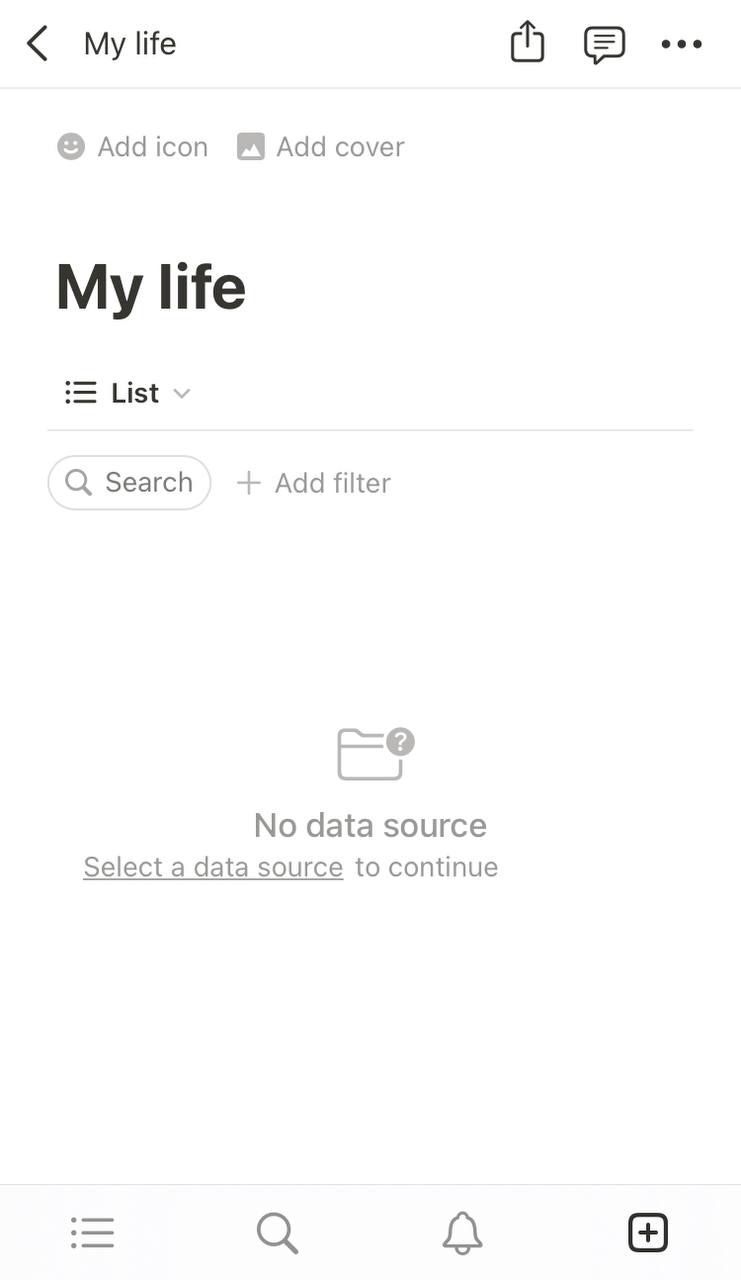 My life
Add icon Add cover
My life
List
Search Add filter
No data source
Select a data source to continue